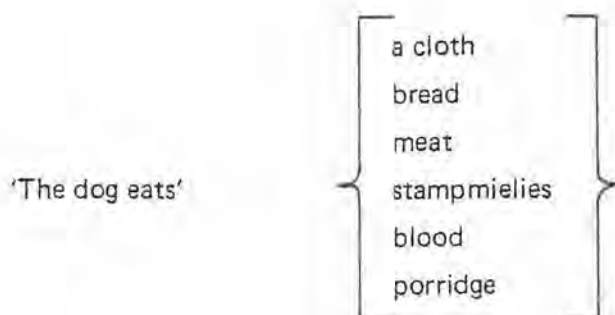 a cloth
bread
meat
'The dog eats' stampmielies
blood
porridge